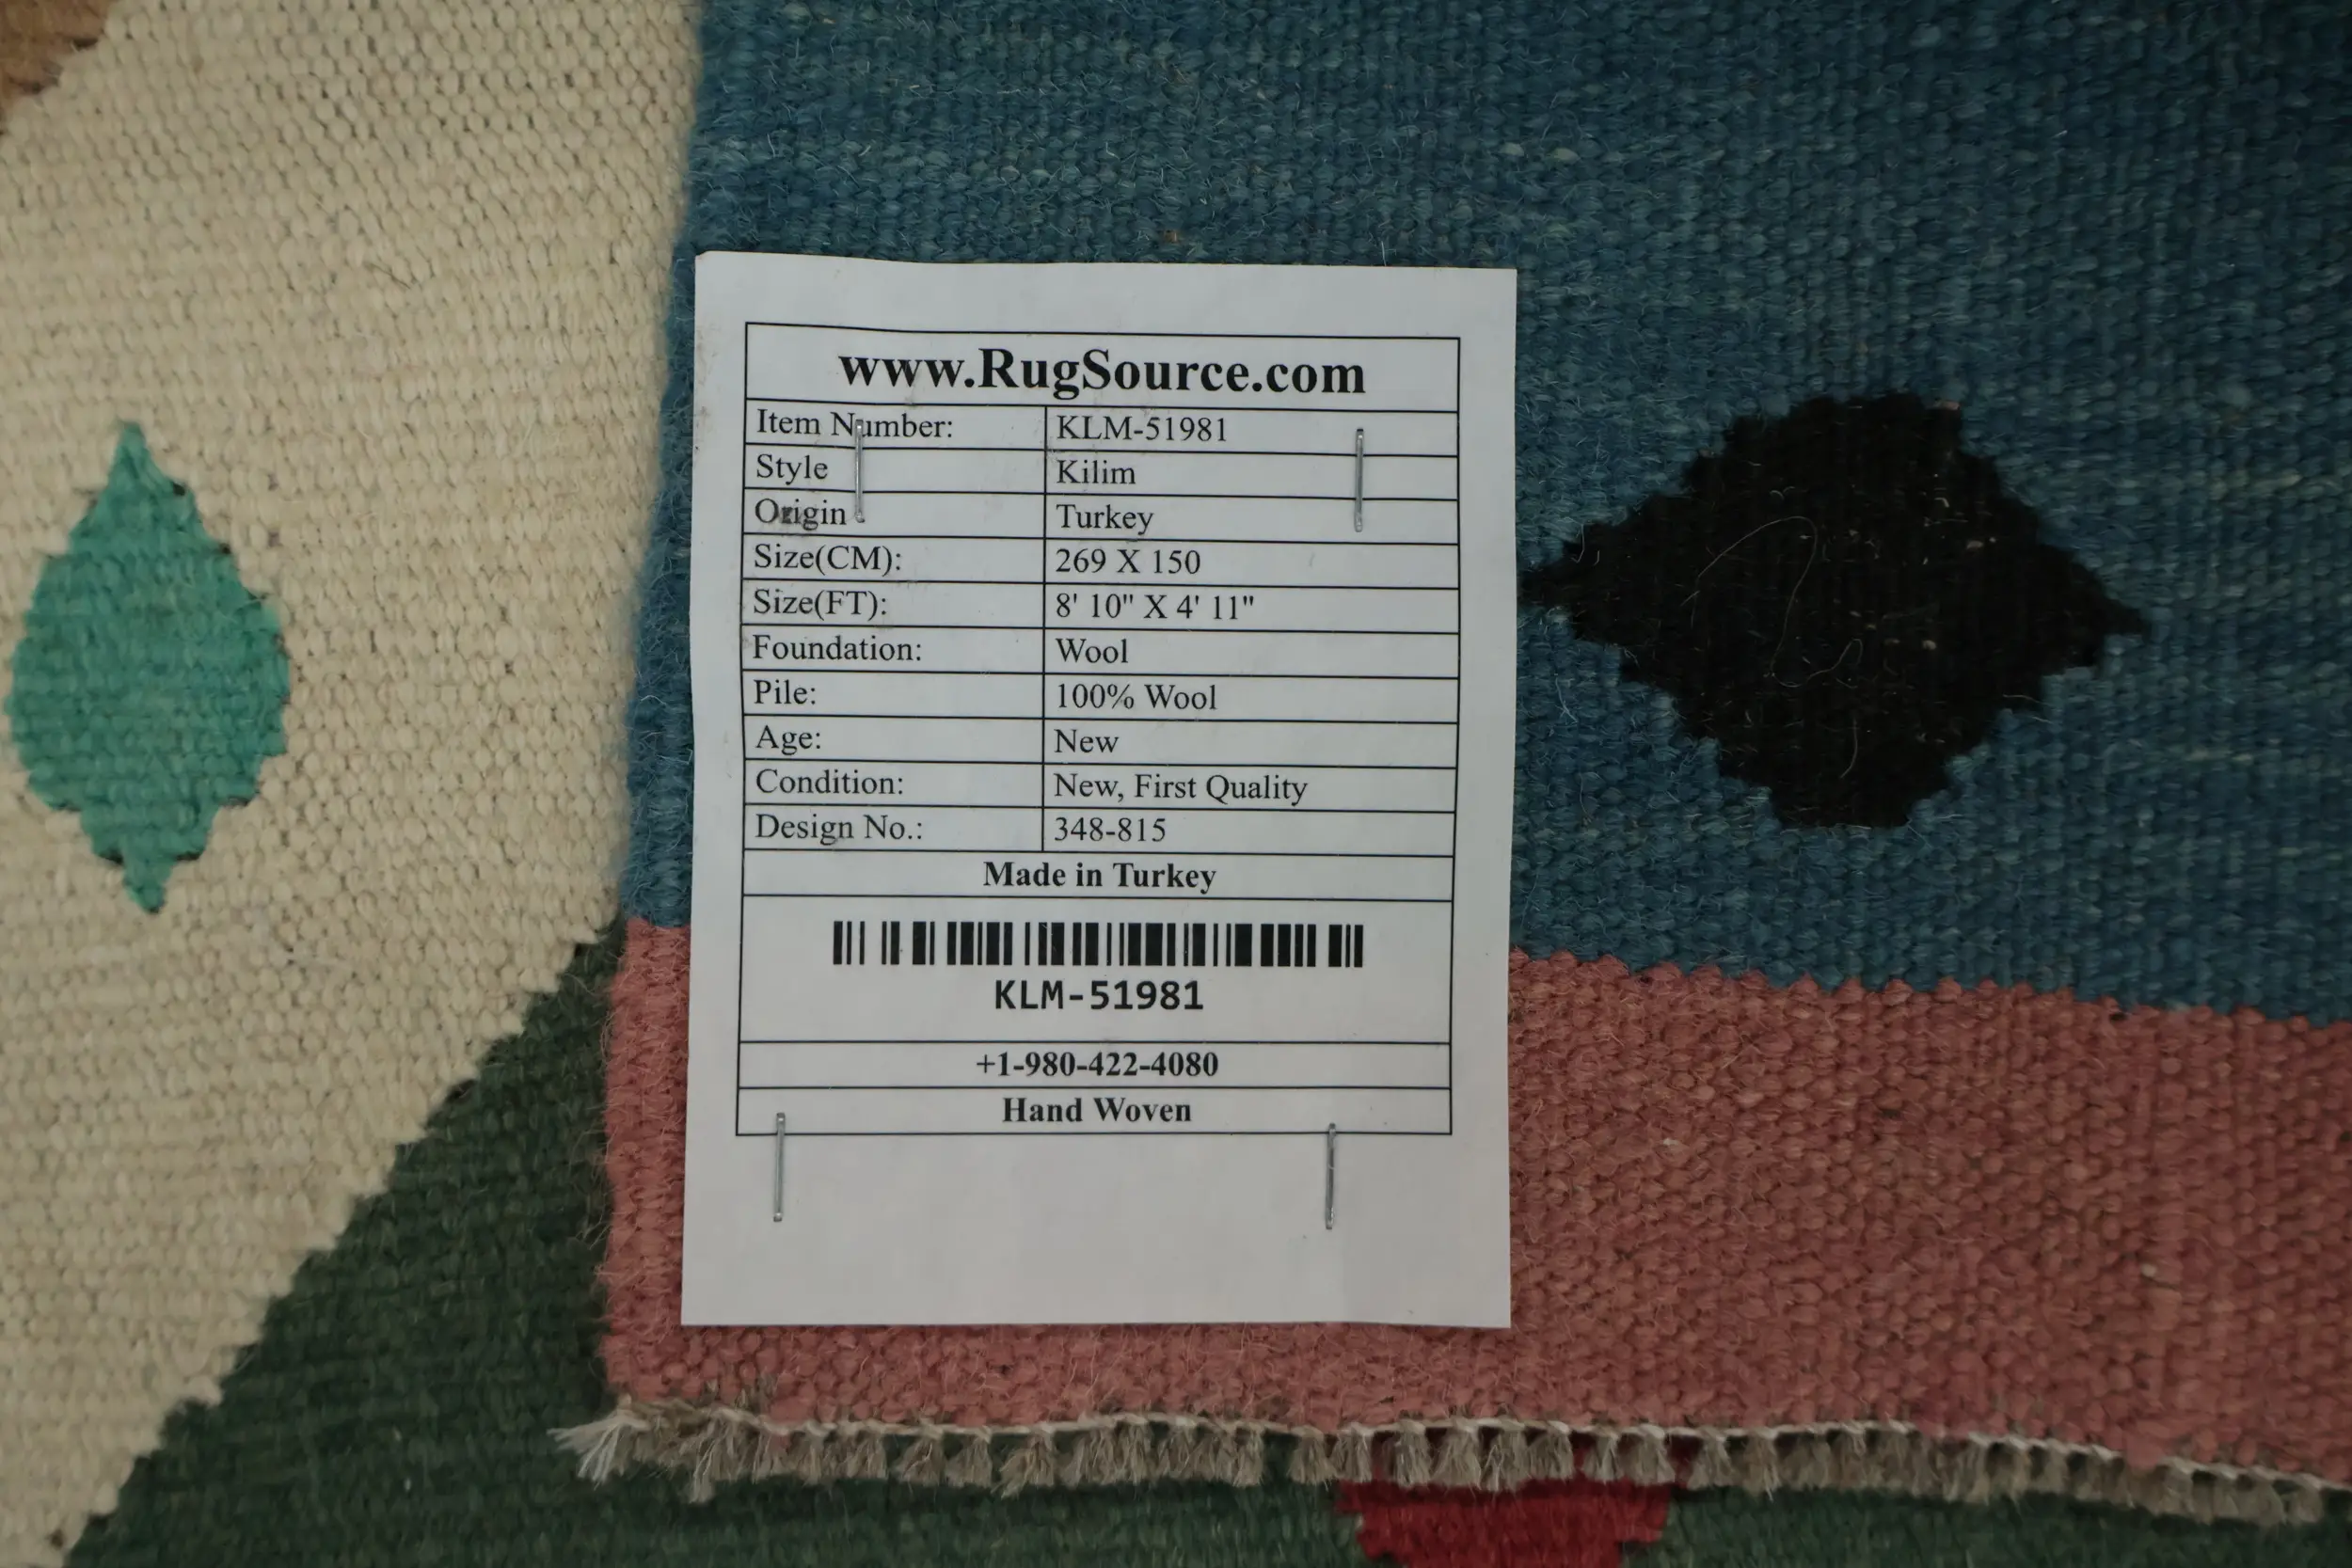 www.RugSource.com
Item Number: KLM-51981
Style Kilim
Origin Turkey
Size(CM): 269 X 150
Size(FT): 8' 10" X 4' 11"
Foundation: Wool
Pile: 100% Wool
Age: New
Condition: New, First Quality
Design No.: 348-815
Made in Turkey
KLM-51981
+1-980-422-4080
Hand Woven